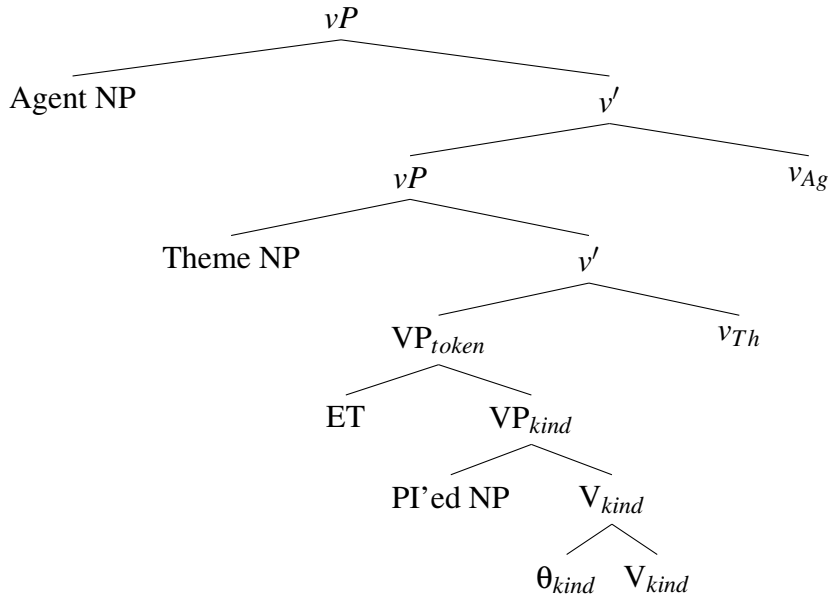 vP
Agent NP v′
vP v_Ag
Theme NP v′
VP_token v_Th
ET VP_kind
PI'ed NP V_kind
θ_kind V_kind